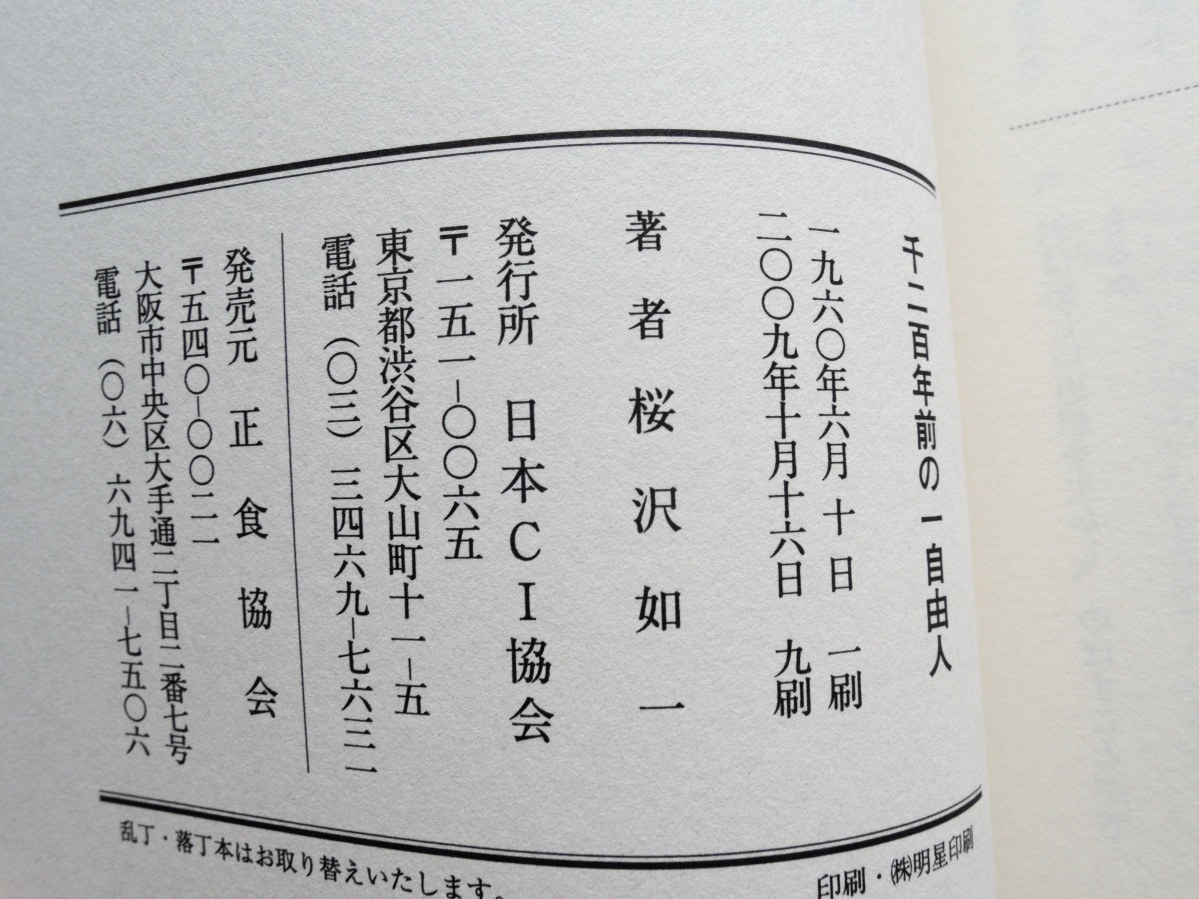 千二百年前の一自由人
一九六〇年六月十日 一刷
二〇〇九年十月十六日 九刷
著者 桜沢如一
発行所 日本CI協会
〒一五一−〇〇六五
東京都渋谷区大山町十一−五
電話（〇三）三四六九−七六三一
発売元 正食協会
〒五四〇−〇〇二一
大阪市中央区大手通二丁目二番七号
電話（〇六）六九四一−七五〇六
印刷・㈱明星印刷
乱丁・落丁本はお取り替えいたします。